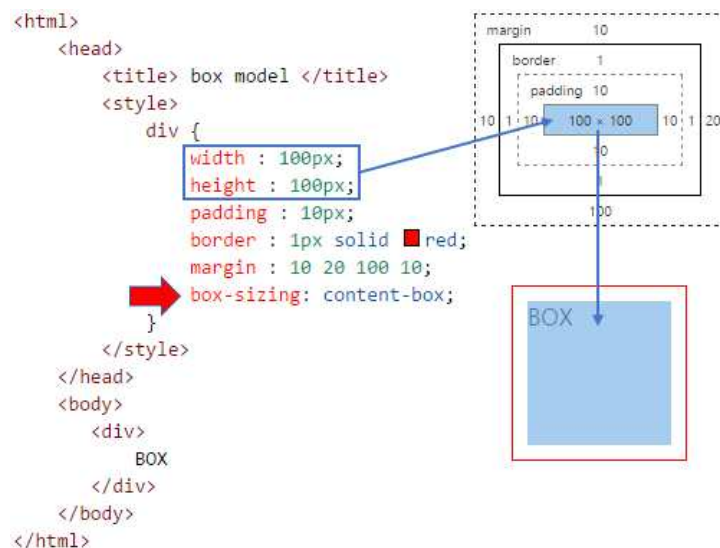 <html>
<head>
<title> box model </title>
<style>
div {
width : 100px;
height : 100px;
padding : 10px;
border : 1px solid red;
margin : 10 20 100 10;
box-sizing: content-box;
}
</style>
</head>
<body>
<div>
BOX
</div>
</body>
</html>
margin 10
border 1
padding 10
10 1 10 100 × 100 10 1 20
10
1
100
BOX